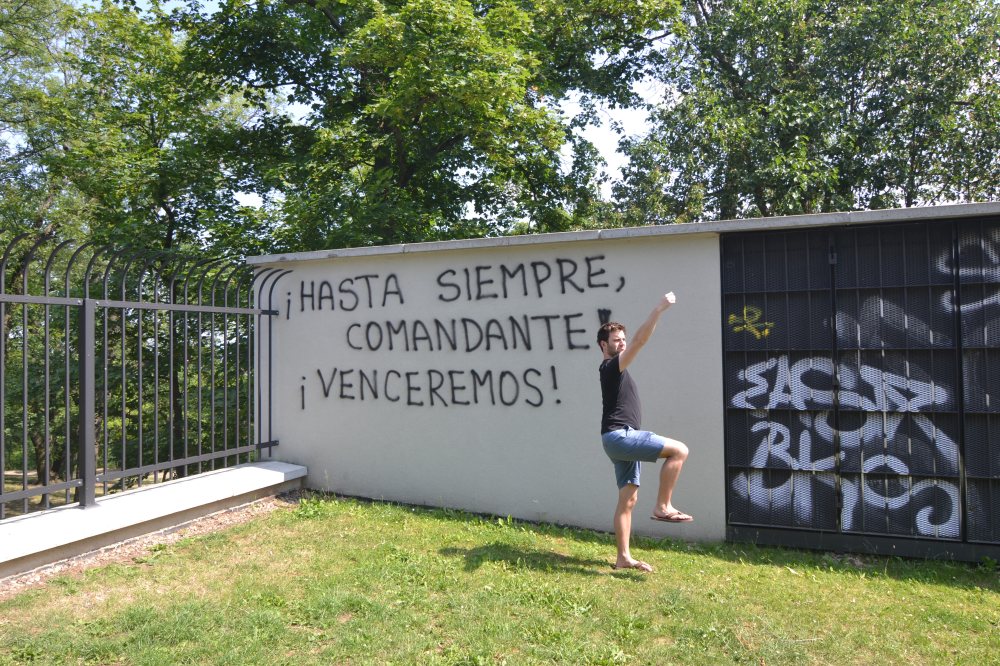 ¡HASTA SIEMPRE,
COMANDANTE!
¡VENCEREMOS!